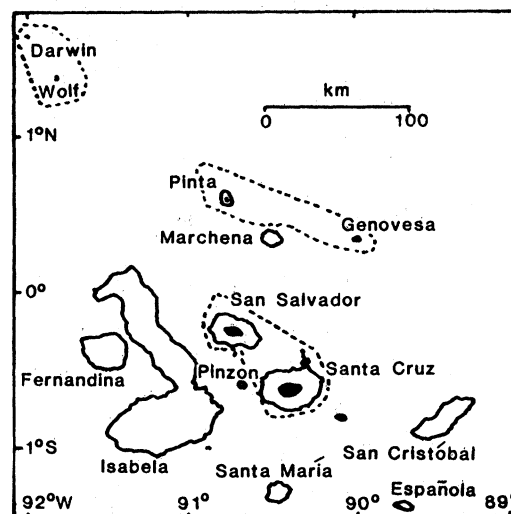 Darwin
Wolf
km
0 100
1°N
Pinta
Genovesa
Marchena
0°
San Salvador
Pinzon
Santa Cruz
Fernandina
1°S
Isabela
Santa María
San Cristóbal
Española
92°W 91° 90° 89°